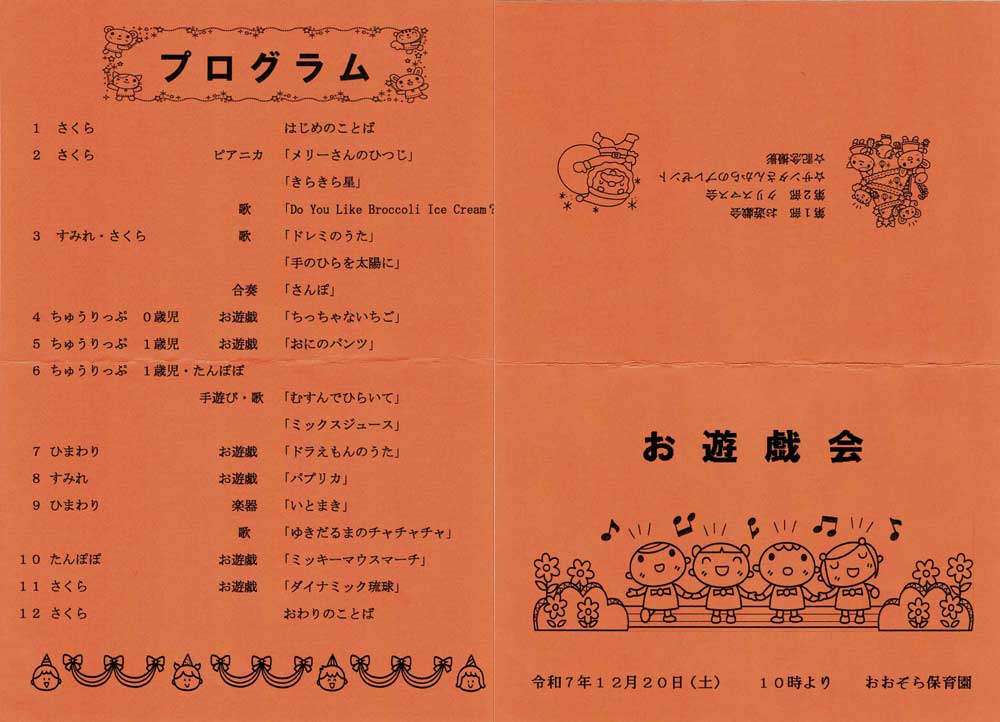 プログラム
1 さくら はじめのことば
2 さくら ピアニカ 「メリーさんのひつじ」
「きらきら星」
歌 「Do You Like Broccoli Ice Cream?
3 すみれ・さくら 歌 「ドレミのうた」
「手のひらを太陽に」
合奏 「さんぽ」
4 ちゅうりっぷ 0歳児 お遊戯 「ちっちゃないちご」
5 ちゅうりっぷ 1歳児 お遊戯 「おにのパンツ」
6 ちゅうりっぷ 1歳児・たんぽぽ
手遊び・歌 「むすんでひらいて」
「ミックスジュース」
7 ひまわり お遊戯 「ドラえもんのうた」
8 すみれ お遊戯 「パプリカ」
9 ひまわり 楽器 「いとまき」
歌 「ゆきだるまのチャチャチャ」
10 たんぽぽ お遊戯 「ミッキーマウスマーチ」
11 さくら お遊戯 「ダイナミック琉球」
12 さくら おわりのことば
第1部 お遊戯会
第2部 クリスマス会
☆サンタさんからのプレゼント
☆記念撮影
お遊戯会
令和7年12月20日(土) 10時より おおぞら保育園